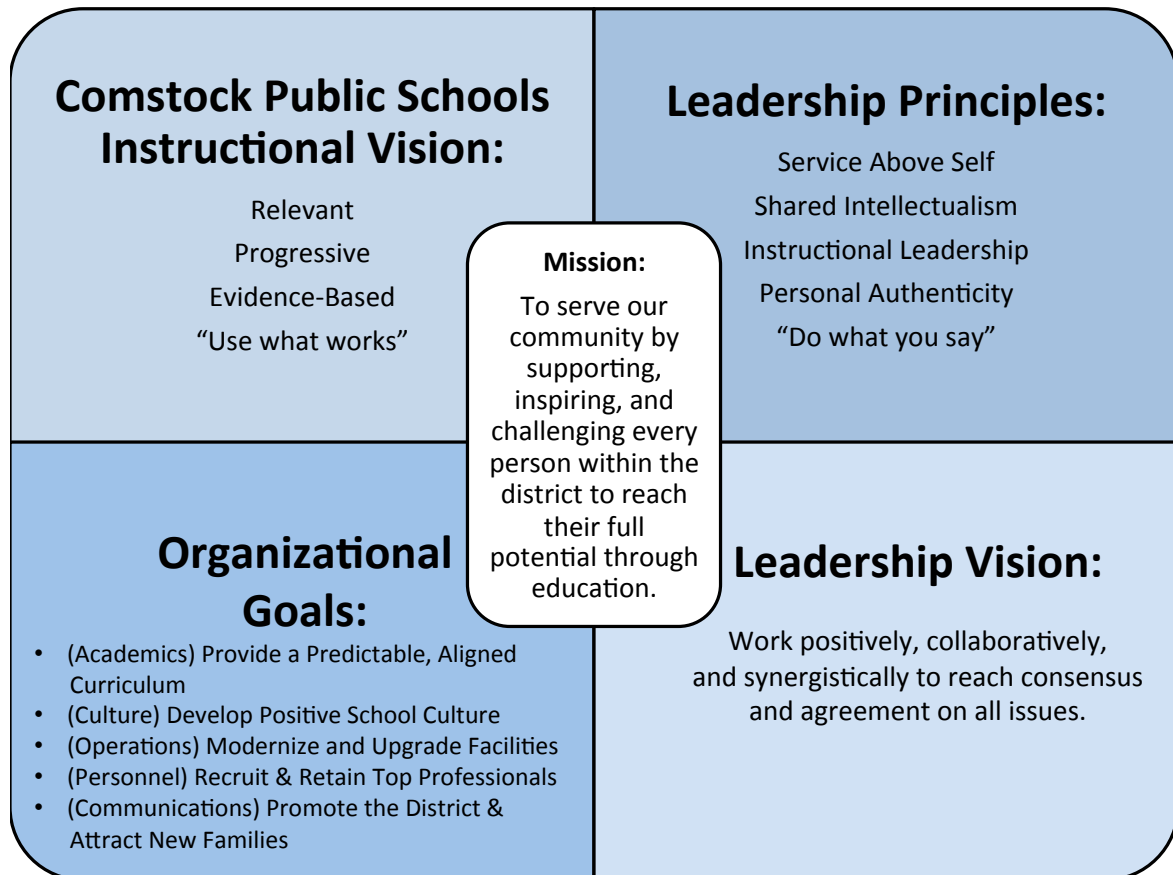 Comstock Public Schools
Instructional Vision:
Relevant
Progressive
Evidence-Based
“Use what works”
Leadership Principles:
Service Above Self
Shared Intellectualism
Instructional Leadership
Personal Authenticity
“Do what you say”
Mission:
To serve our
community by
supporting,
inspiring, and
challenging every
person within the
district to reach
their full
potential through
education.
Organizational
Goals:
• (Academics) Provide a Predictable, Aligned
Curriculum
• (Culture) Develop Positive School Culture
• (Operations) Modernize and Upgrade Facilities
• (Personnel) Recruit & Retain Top Professionals
• (Communications) Promote the District &
Attract New Families
Leadership Vision:
Work positively, collaboratively,
and synergistically to reach consensus
and agreement on all issues.